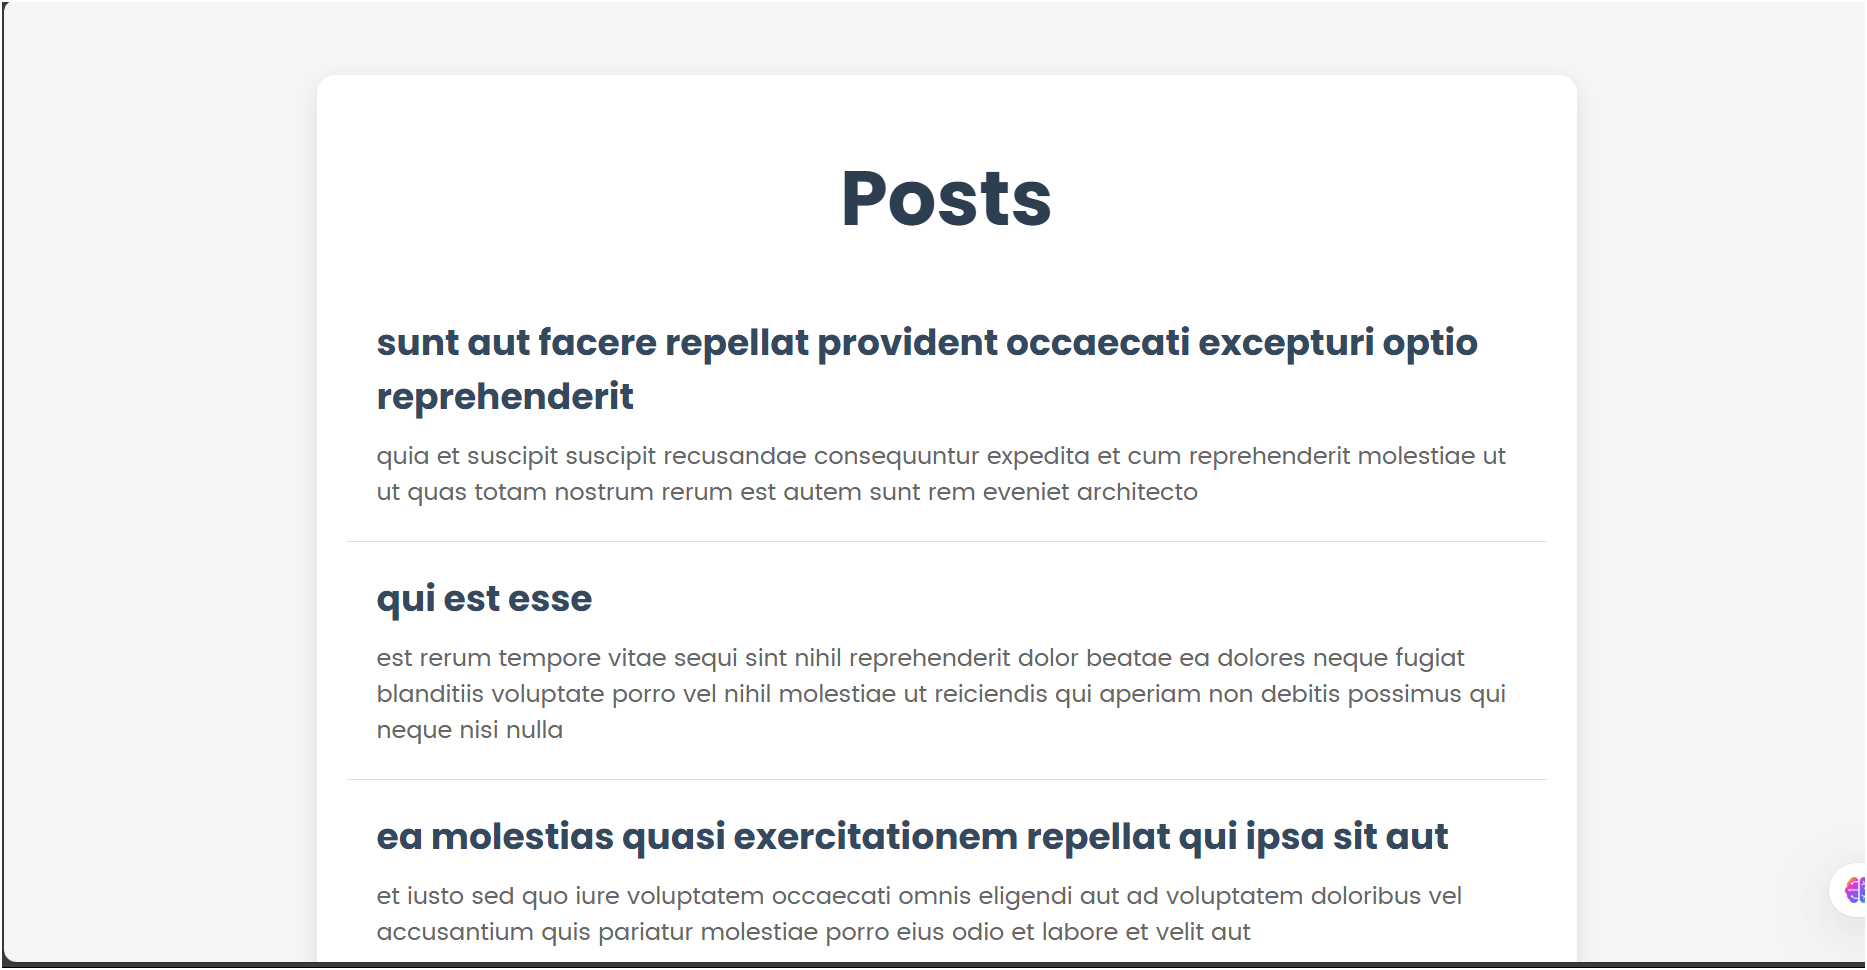 Posts
sunt aut facere repellat provident occaecati excepturi optio
reprehenderit
quia et suscipit suscipit recusandae consequuntur expedita et cum reprehenderit molestiae ut
ut quas totam nostrum rerum est autem sunt rem eveniet architecto
qui est esse
est rerum tempore vitae sequi sint nihil reprehenderit dolor beatae ea dolores neque fugiat
blanditiis voluptate porro vel nihil molestiae ut reiciendis qui aperiam non debitis possimus qui
neque nisi nulla
ea molestias quasi exercitationem repellat qui ipsa sit aut
et iusto sed quo iure voluptatem occaecati omnis eligendi aut ad voluptatem doloribus vel
accusantium quis pariatur molestiae porro eius odio et labore et velit aut